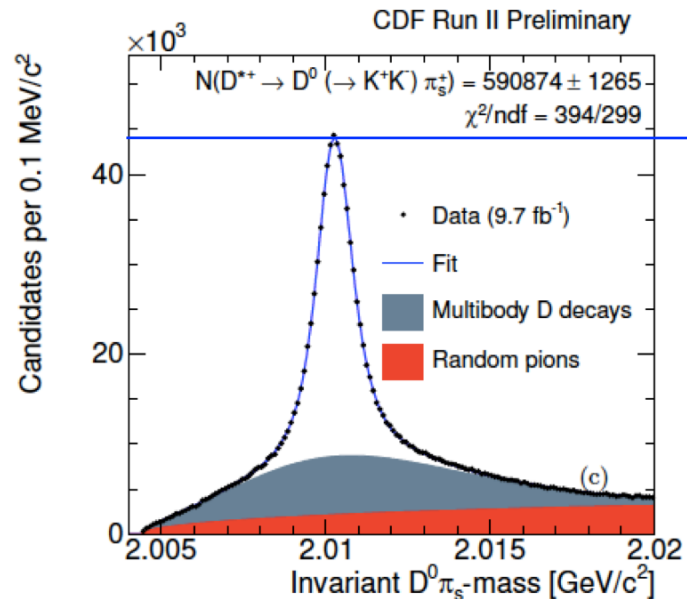 CDF Run II Preliminary
×10³
N(D*⁺ → D⁰ (→ K⁺K⁻) πₛ⁺) = 590874 ± 1265
χ²/ndf = 394/299
Candidates per 0.1 MeV/c²
40
20
0
Data (9.7 fb⁻¹)
Fit
Multibody D decays
Random pions
(c)
2.005 2.01 2.015 2.02
Invariant D⁰πₛ-mass [GeV/c²]